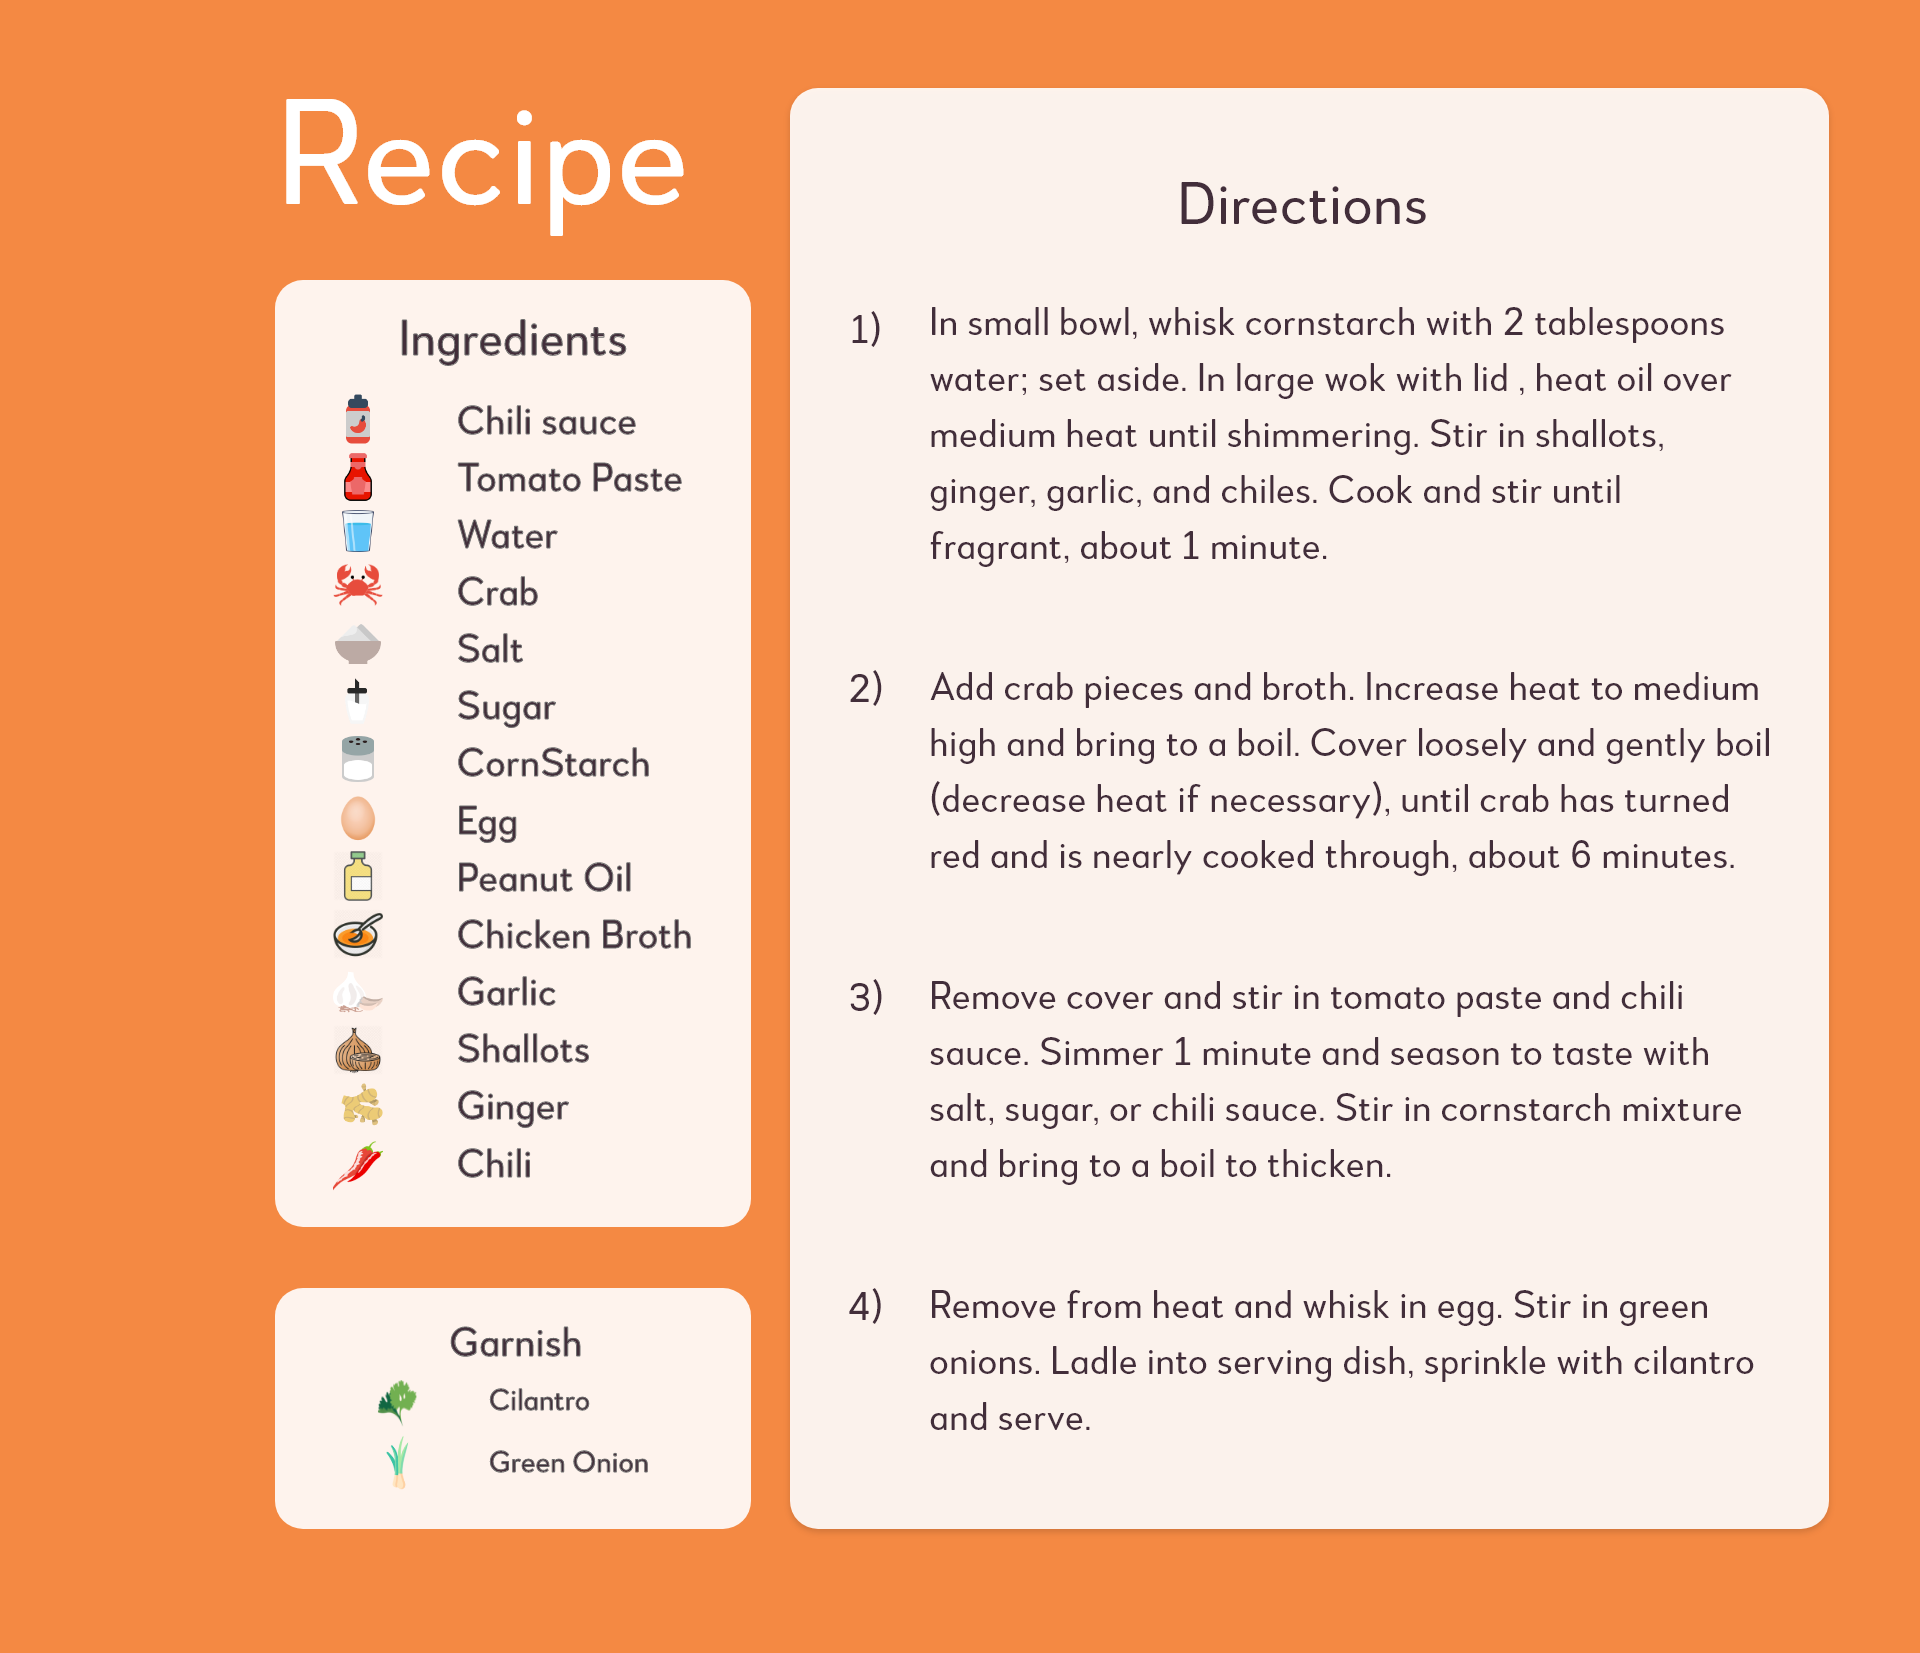 Recipe
Ingredients
Chili sauce
Tomato Paste
Water
Crab
Salt
Sugar
CornStarch
Egg
Peanut Oil
Chicken Broth
Garlic
Shallots
Ginger
Chili
Garnish
Cilantro
Green Onion
Directions
1) In small bowl, whisk cornstarch with 2 tablespoons
water; set aside. In large wok with lid , heat oil over
medium heat until shimmering. Stir in shallots,
ginger, garlic, and chiles. Cook and stir until
fragrant, about 1 minute.
2) Add crab pieces and broth. Increase heat to medium
high and bring to a boil. Cover loosely and gently boil
(decrease heat if necessary), until crab has turned
red and is nearly cooked through, about 6 minutes.
3) Remove cover and stir in tomato paste and chili
sauce. Simmer 1 minute and season to taste with
salt, sugar, or chili sauce. Stir in cornstarch mixture
and bring to a boil to thicken.
4) Remove from heat and whisk in egg. Stir in green
onions. Ladle into serving dish, sprinkle with cilantro
and serve.